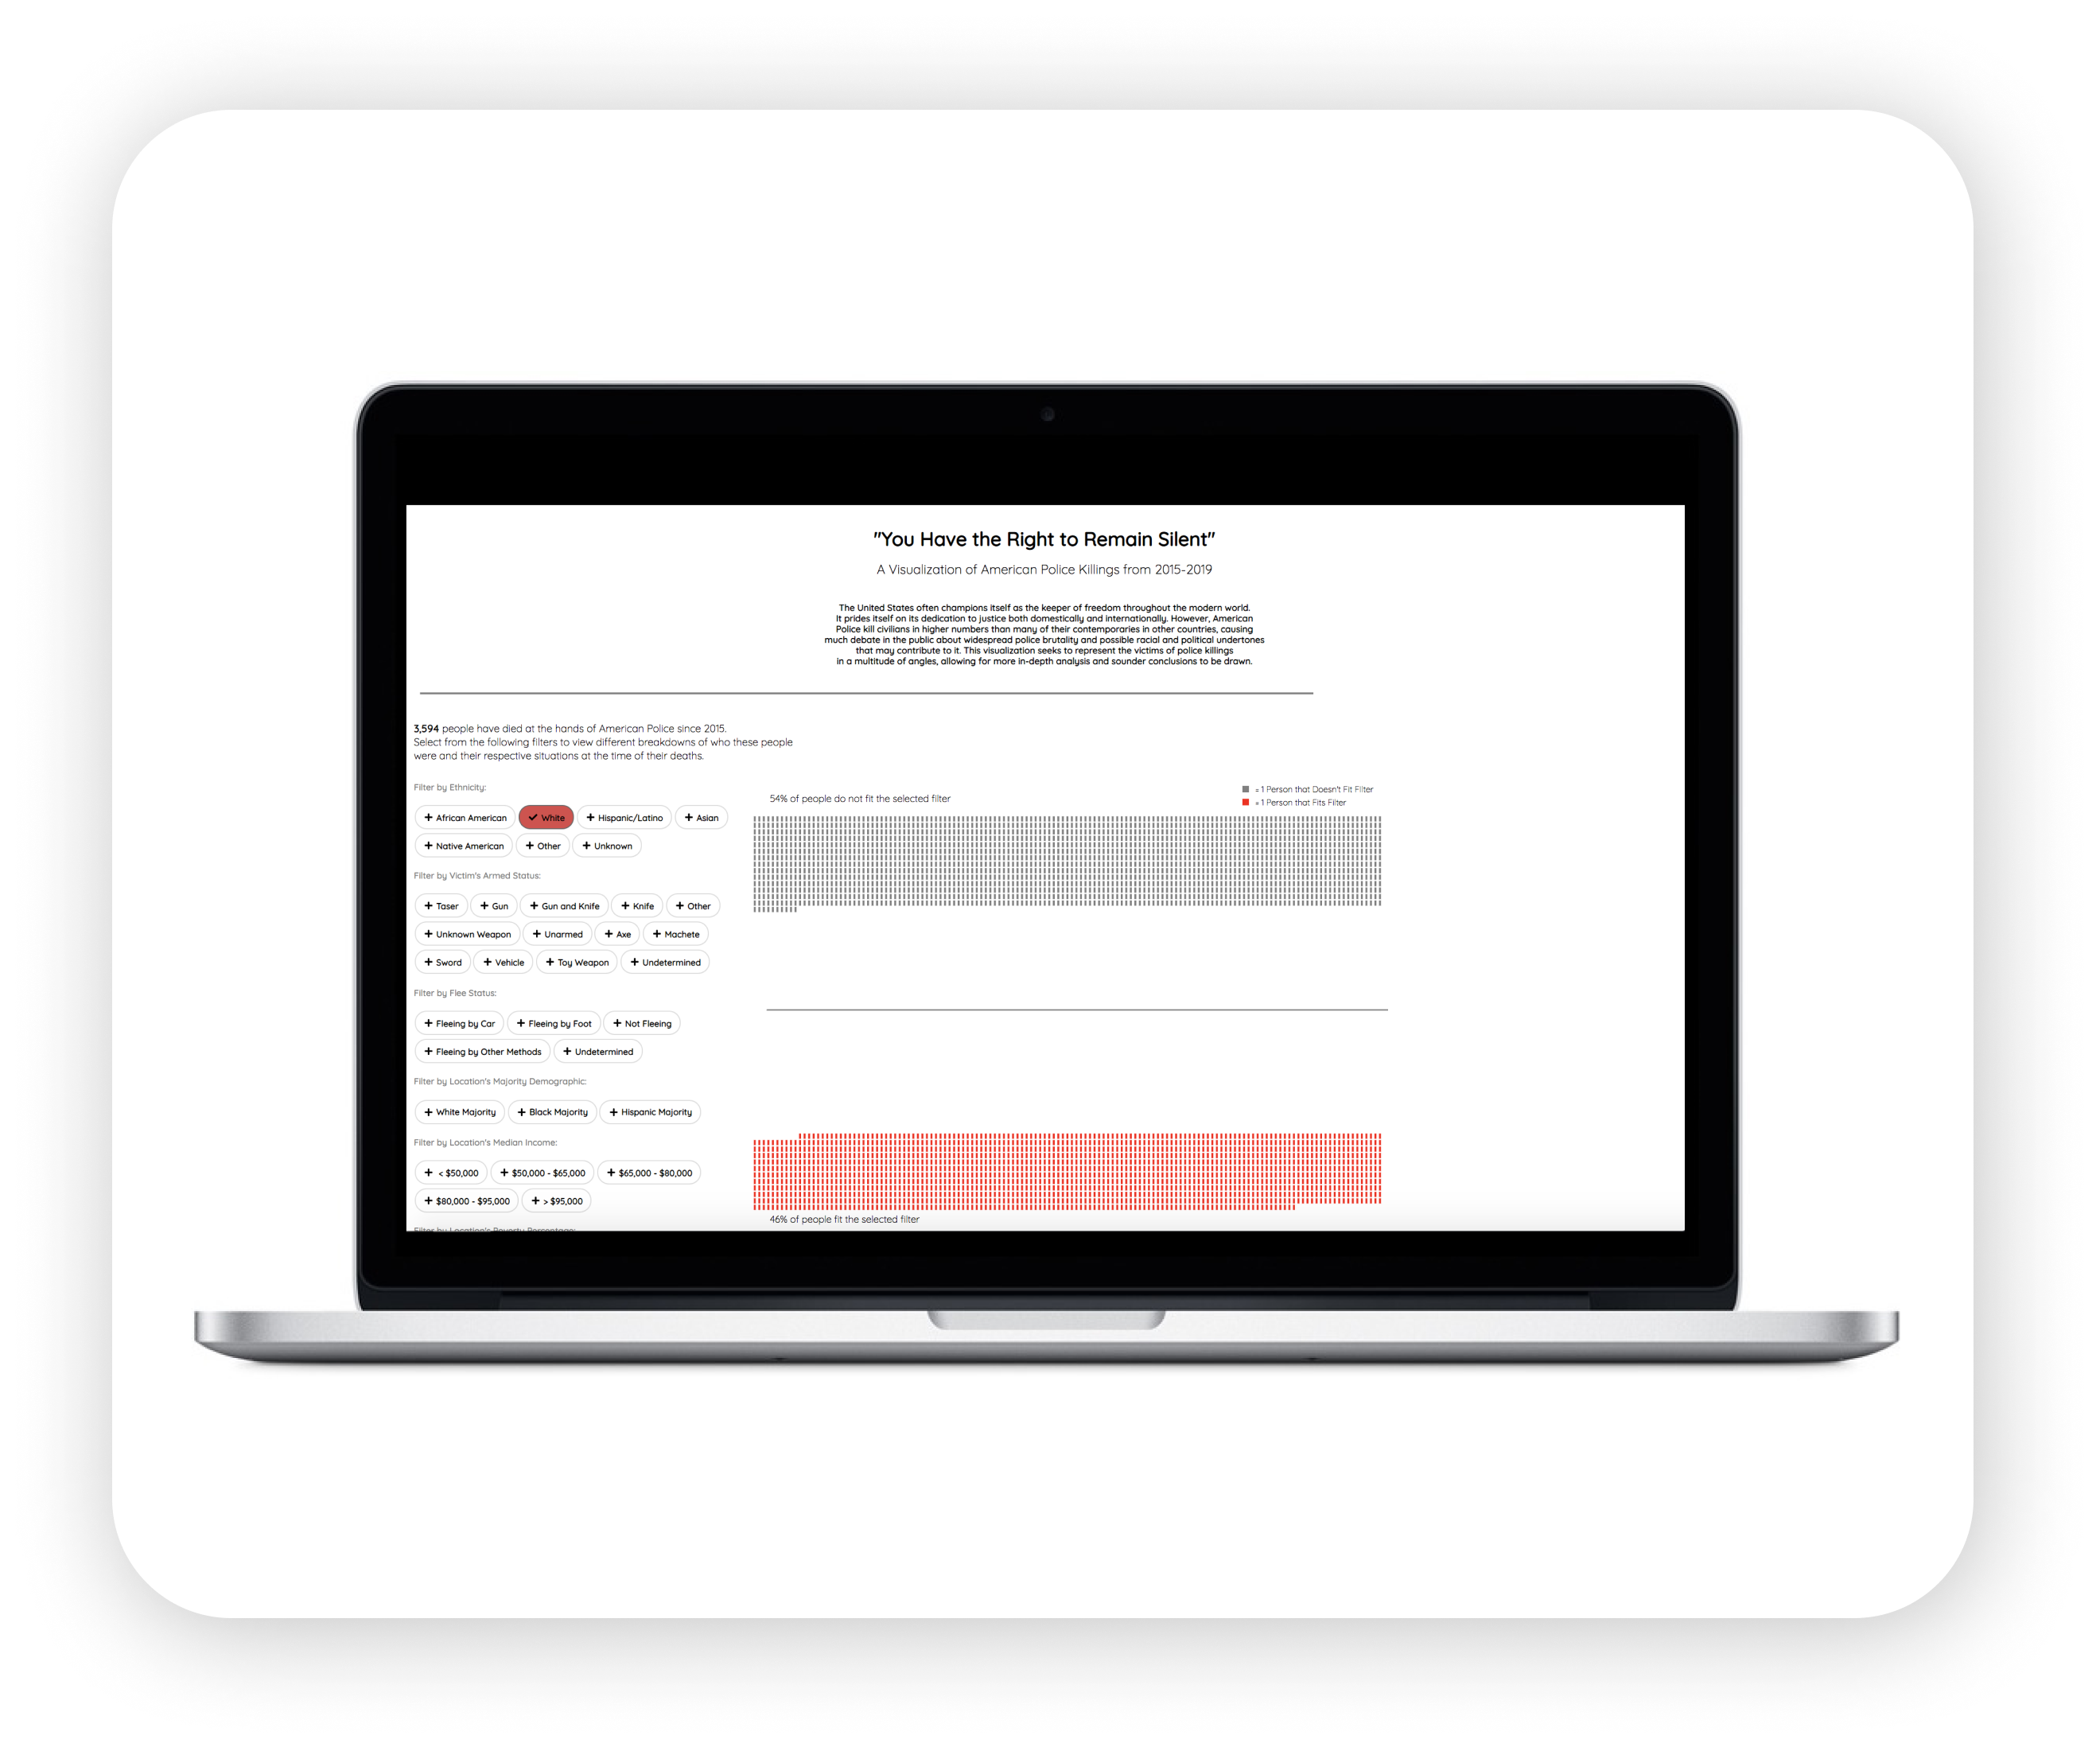 "You Have the Right to Remain Silent"
A Visualization of American Police Killings from 2015-2019
The United States often champions itself as the keeper of freedom throughout the modern world.
It prides itself on its dedication to justice both domestically and internationally. However, American
Police kill civilians in higher numbers than many of their contemporaries in other countries, causing
much debate in the public about widespread police brutality and possible racial and political undertones
that may contribute to it. This visualization seeks to represent the victims of police killings
in a multitude of angles, allowing for more in-depth analysis and sounder conclusions to be drawn.
3,594 people have died at the hands of American Police since 2015.
Select from the following filters to view different breakdowns of who these people
were and their respective situations at the time of their deaths.
Filter by Ethnicity:
+ African American ✓ White + Hispanic/Latino + Asian
+ Native American + Other + Unknown
Filter by Victim's Armed Status:
+ Taser + Gun + Gun and Knife + Knife + Other
+ Unknown Weapon + Unarmed + Axe + Machete
+ Sword + Vehicle + Toy Weapon + Undetermined
Filter by Flee Status:
+ Fleeing by Car + Fleeing by Foot + Not Fleeing
+ Fleeing by Other Methods + Undetermined
Filter by Location's Majority Demographic:
+ White Majority + Black Majority + Hispanic Majority
Filter by Location's Median Income:
+ < $50,000 + $50,000 - $65,000 + $65,000 - $80,000
+ $80,000 - $95,000 + > $95,000
Filter by Location's Poverty Percentage:
54% of people do not fit the selected filter
= 1 Person that Doesn't Fit Filter
= 1 Person that Fits Filter
46% of people fit the selected filter